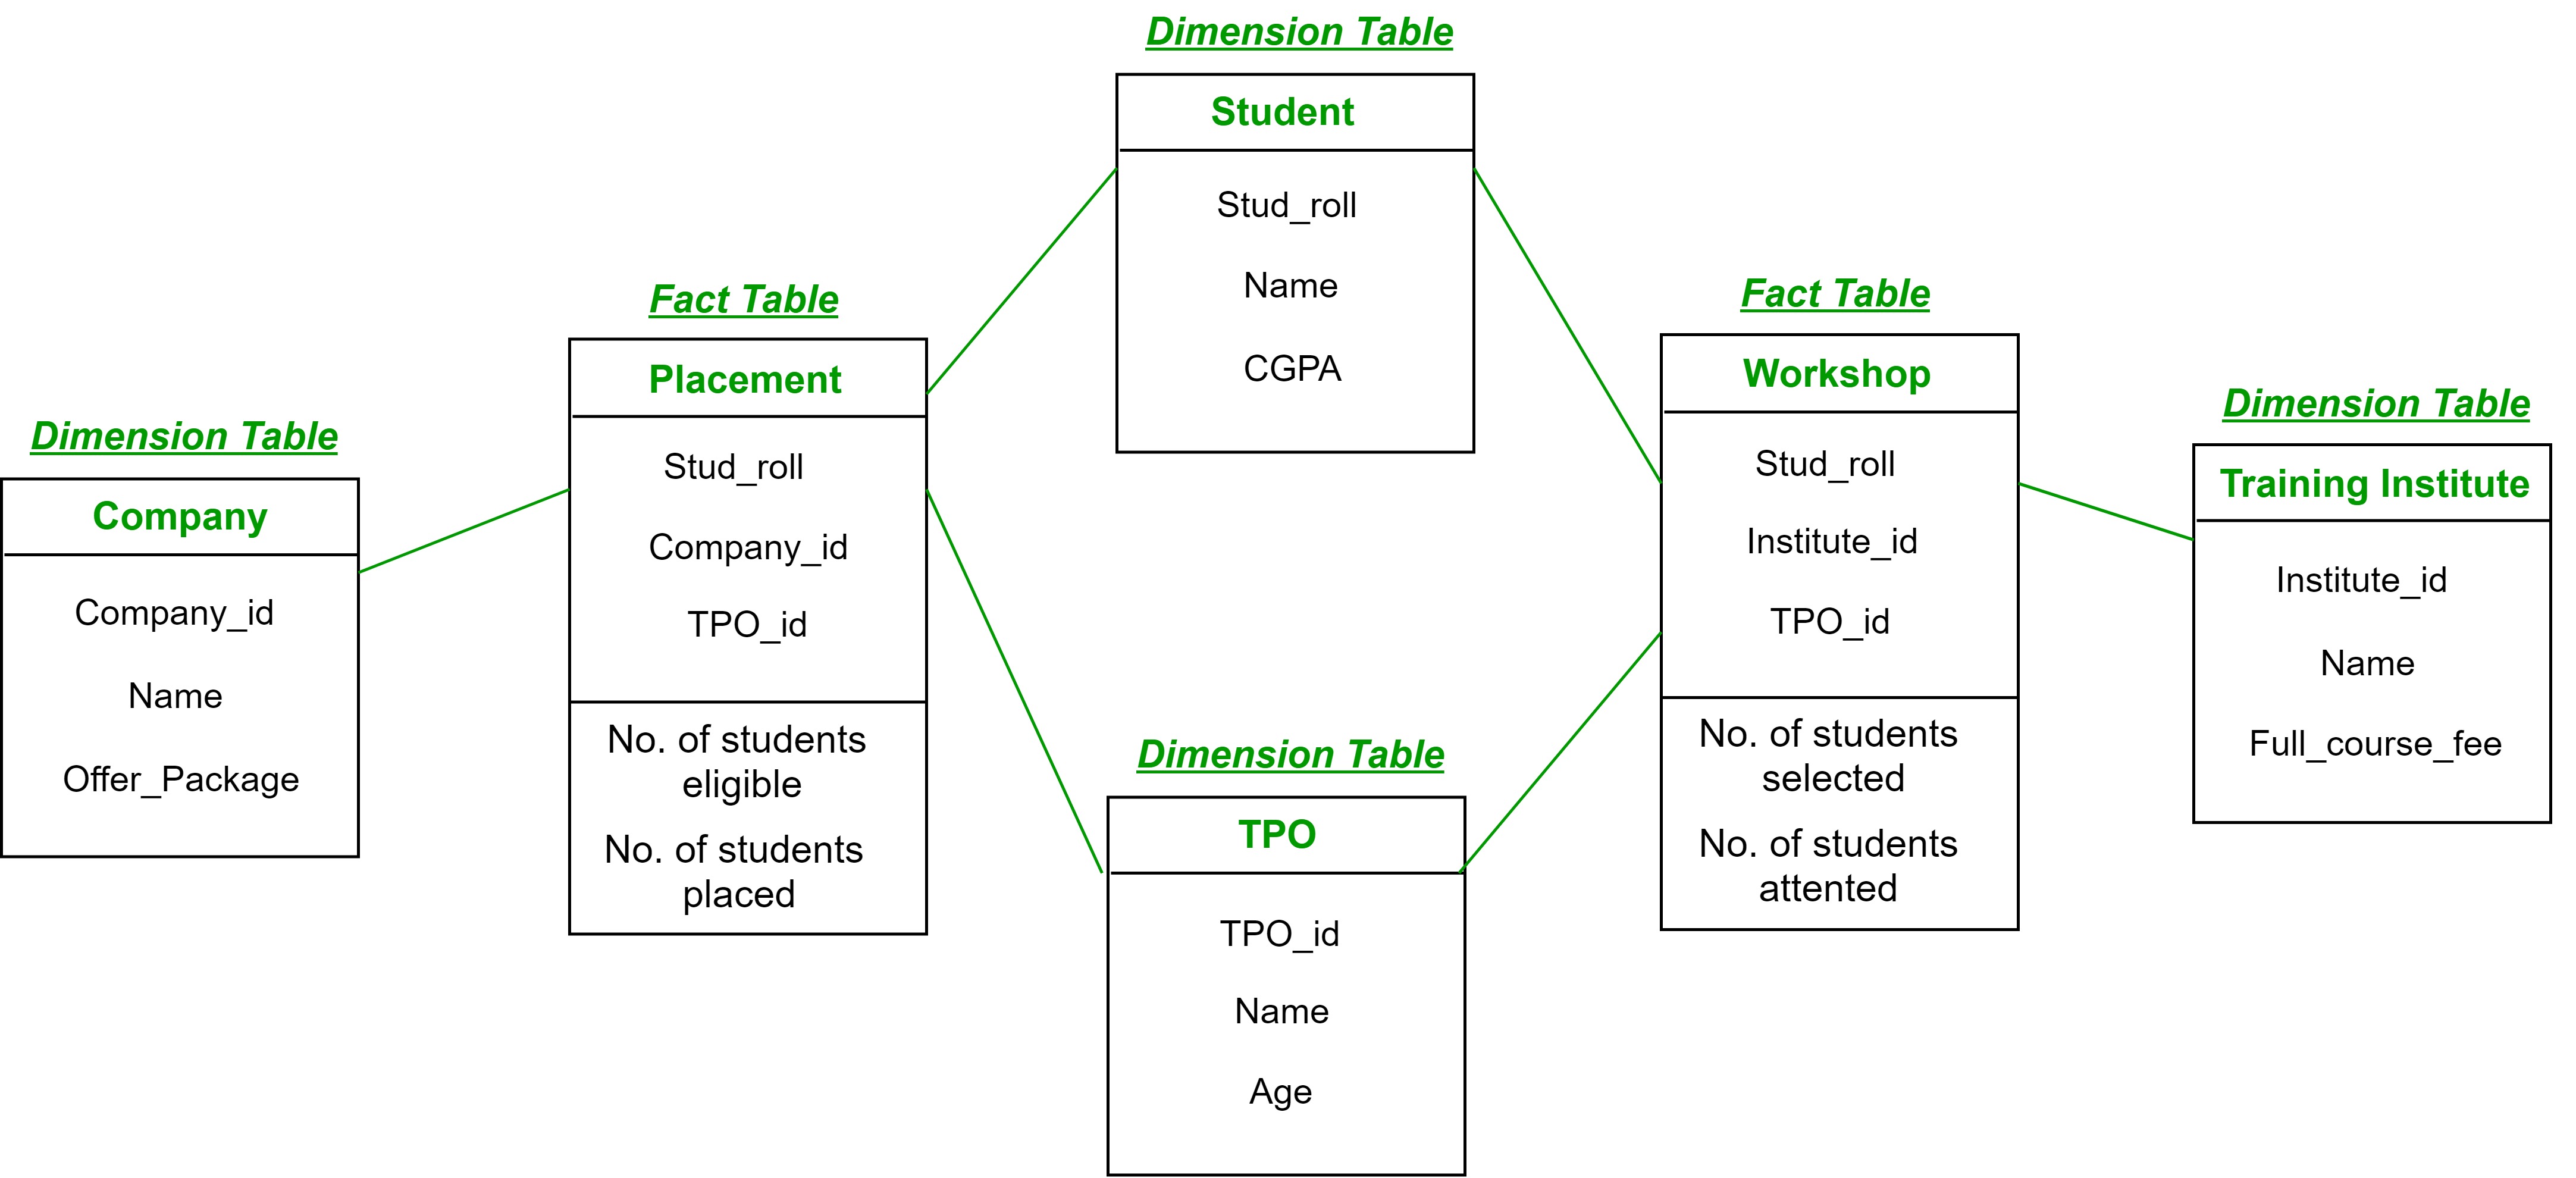 Dimension Table
Student
Stud_roll
Name
CGPA
Fact Table
Placement
Stud_roll
Company_id
TPO_id
No. of students
eligible
No. of students
placed
Fact Table
Workshop
Stud_roll
Institute_id
TPO_id
No. of students
selected
No. of students
attented
Dimension Table
Company
Company_id
Name
Offer_Package
Dimension Table
Training Institute
Institute_id
Name
Full_course_fee
Dimension Table
TPO
TPO_id
Name
Age